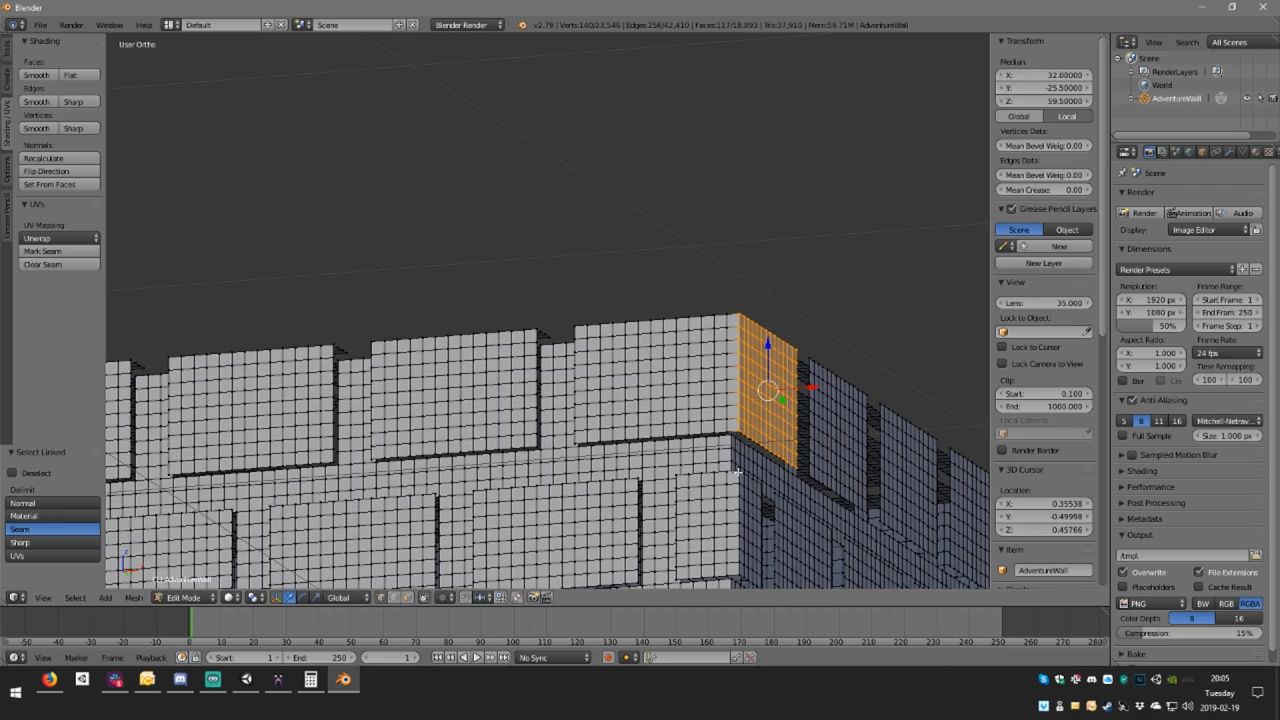 Blender
File Render Window Help Default Scene Blender Render v2.79 | Verts:140/23,546 | Edges:256/42,410 | Faces:117/18,893 | Tris:37,910 | Mem:59.71M | AdventureWall
Tools
Create
Shading / UVs
Options
Grease Pencil
Shading
Faces:
Smooth Flat
Edges:
Smooth Sharp
Vertices:
Smooth Sharp
Normals:
Recalculate
Flip Direction
Set From Faces
UVs
UV Mapping:
Unwrap
Mark Seam
Clear Seam
Select Linked
Deselect
Delimit
Normal
Material
Seam
Sharp
UVs
User Ortho
(1) AdventureWall
Transform
Median:
X: 32.00000
Y: -25.50000
Z: 59.50000
Global Local
Vertices Data:
Mean Bevel Weig:0.00
Edges Data:
Mean Bevel Weig:0.00
Mean Crease: 0.00
Grease Pencil Layers
Scene Object
New
New Layer
View
Lens: 35.000
Lock to Object:
Lock to Cursor
Lock Camera to View
Clip:
Start: 0.100
End: 1000.000
Local Camera:
Render Border
3D Cursor
Location:
X: 0.35538
Y: -0.49998
Z: 0.45766
Item
AdventureWall
View Search All Scenes
Scene
RenderLayers
World
AdventureWall
Scene
Render
Render Animation Audio
Display: Image Editor
Dimensions
Render Presets
Resolution: Frame Range:
X: 1920 px Start Frame: 1
Y: 1080 px End Fram: 250
50% Frame Step: 1
Aspect Ratio: Frame Rate:
X: 1.000 24 fps
Y: 1.000 Time Remapping:
Bor Cro 100 100
Anti-Aliasing
5 8 11 16 Mitchell-Netrav...
Full Sample Size: 1.000 px
Sampled Motion Blur
Shading
Performance
Post Processing
Metadata
Output
/tmp\
Overwrite File Extensions
Placeholders Cache Result
PNG BW RGB RGBA
Color Depth: 8 16
Compression: 15%
Bake
View Select Add Mesh Edit Mode Global
-50 -40 -30 -20 -10 0 10 20 30 40 50 60 70 80 90 100 110 120 130 140 150 160 170 180 190 200 210 220 230 240 250 260 270 280
View Marker Frame Playback Start: 1 End: 250 1 No Sync
20:05
Tuesday
2019-02-19